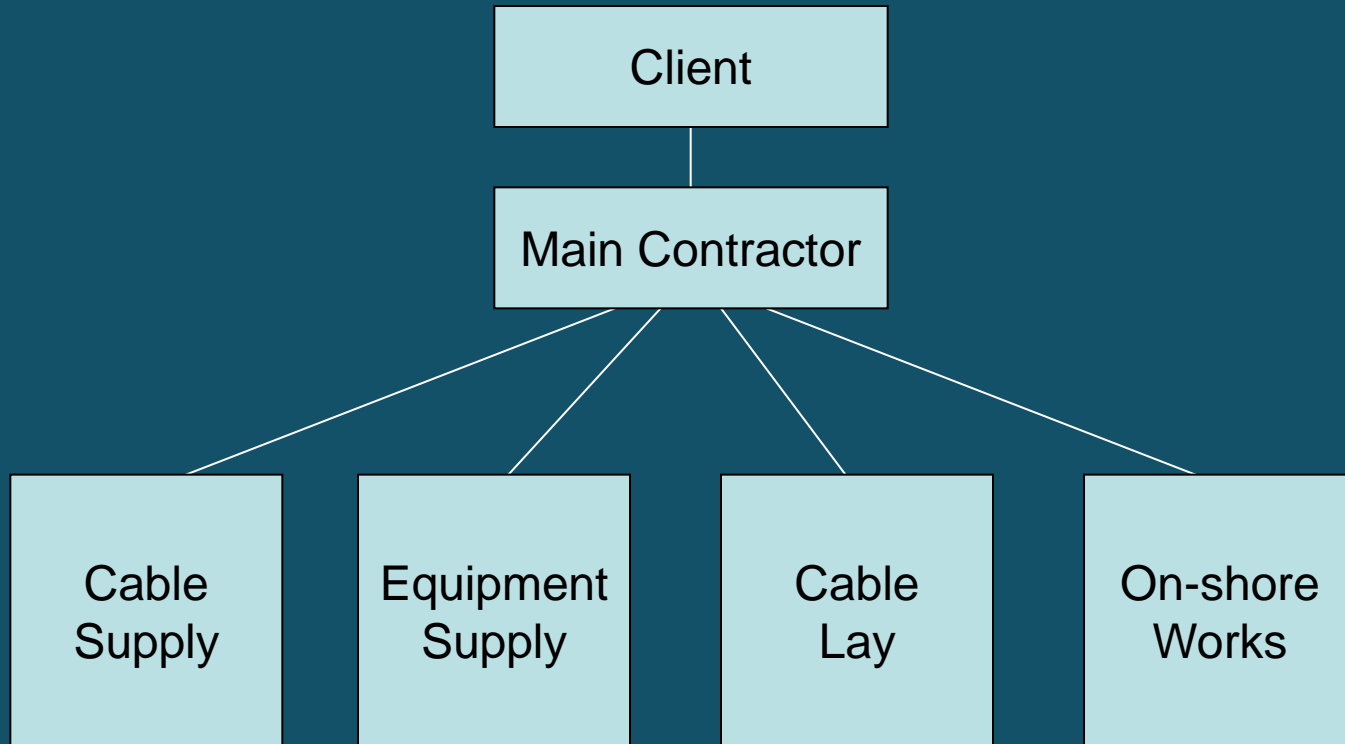 Client
Main Contractor
Cable
Supply
Equipment
Supply
Cable
Lay
On-shore
Works